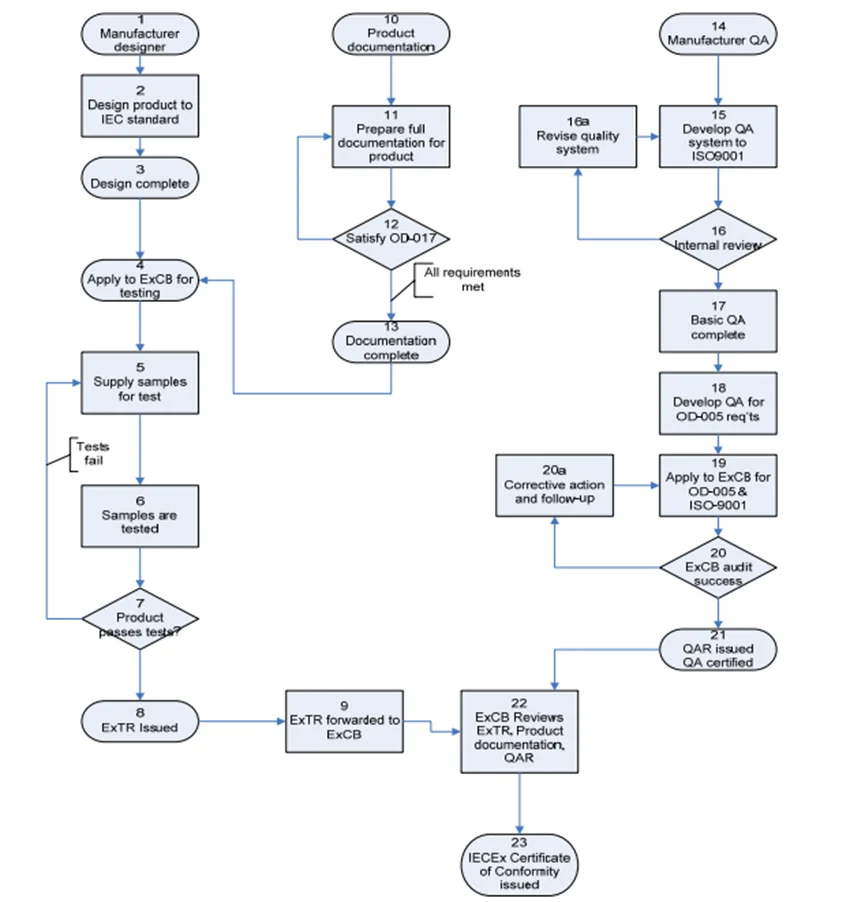 1
Manufacturer
designer
2
Design product to
IEC standard
3
Design complete
4
Apply to ExCB for
testing
5
Supply samples
for test
Tests
fail
6
Samples are
tested
7
Product
passes tests?
8
ExTR Issued
9
ExTR forwarded to
ExCB
10
Product
documentation
11
Prepare full
documentation for
product
12
Satisfy OD-017
All requirements
met
13
Documentation
complete
14
Manufacturer QA
15
Develop QA
system to
ISO9001
16a
Revise quality
system
16
Internal review
17
Basic QA
complete
18
Develop QA for
OD-005 req'ts
19
Apply to ExCB for
OD-005 &
ISO-9001
20a
Corrective action
and follow-up
20
ExCB audit
success
21
QAR issued
QA certified
22
ExCB Reviews
ExTR, Product
documentation,
QAR
23
IECEx Certificate
of Conformity
issued